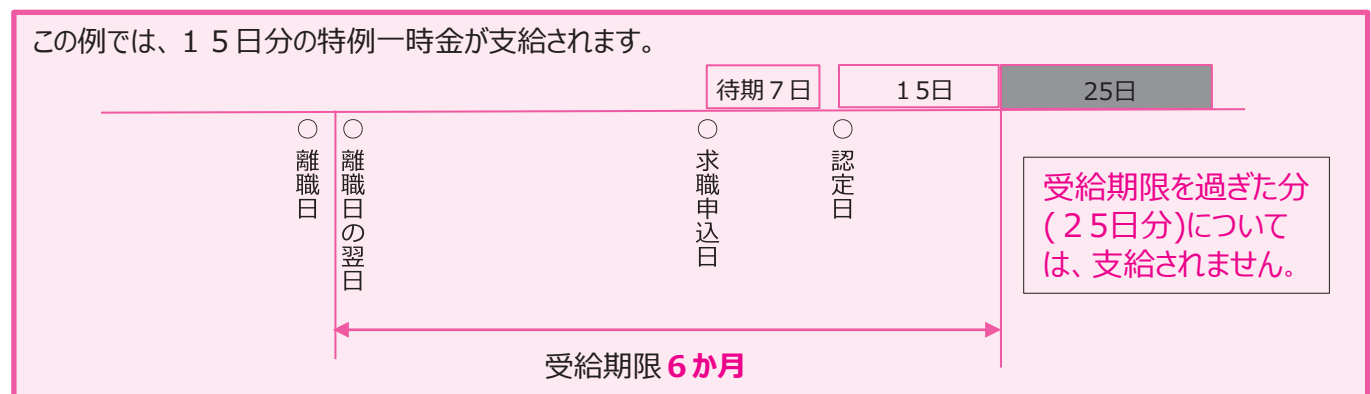 この例では、１５日分の特例一時金が支給されます。
待期７日
１５日
25日
○離職日
○離職日の翌日
○求職申込日
○認定日
受給期限を過ぎた分
(２５日分)について
は、支給されません。
受給期限６か月